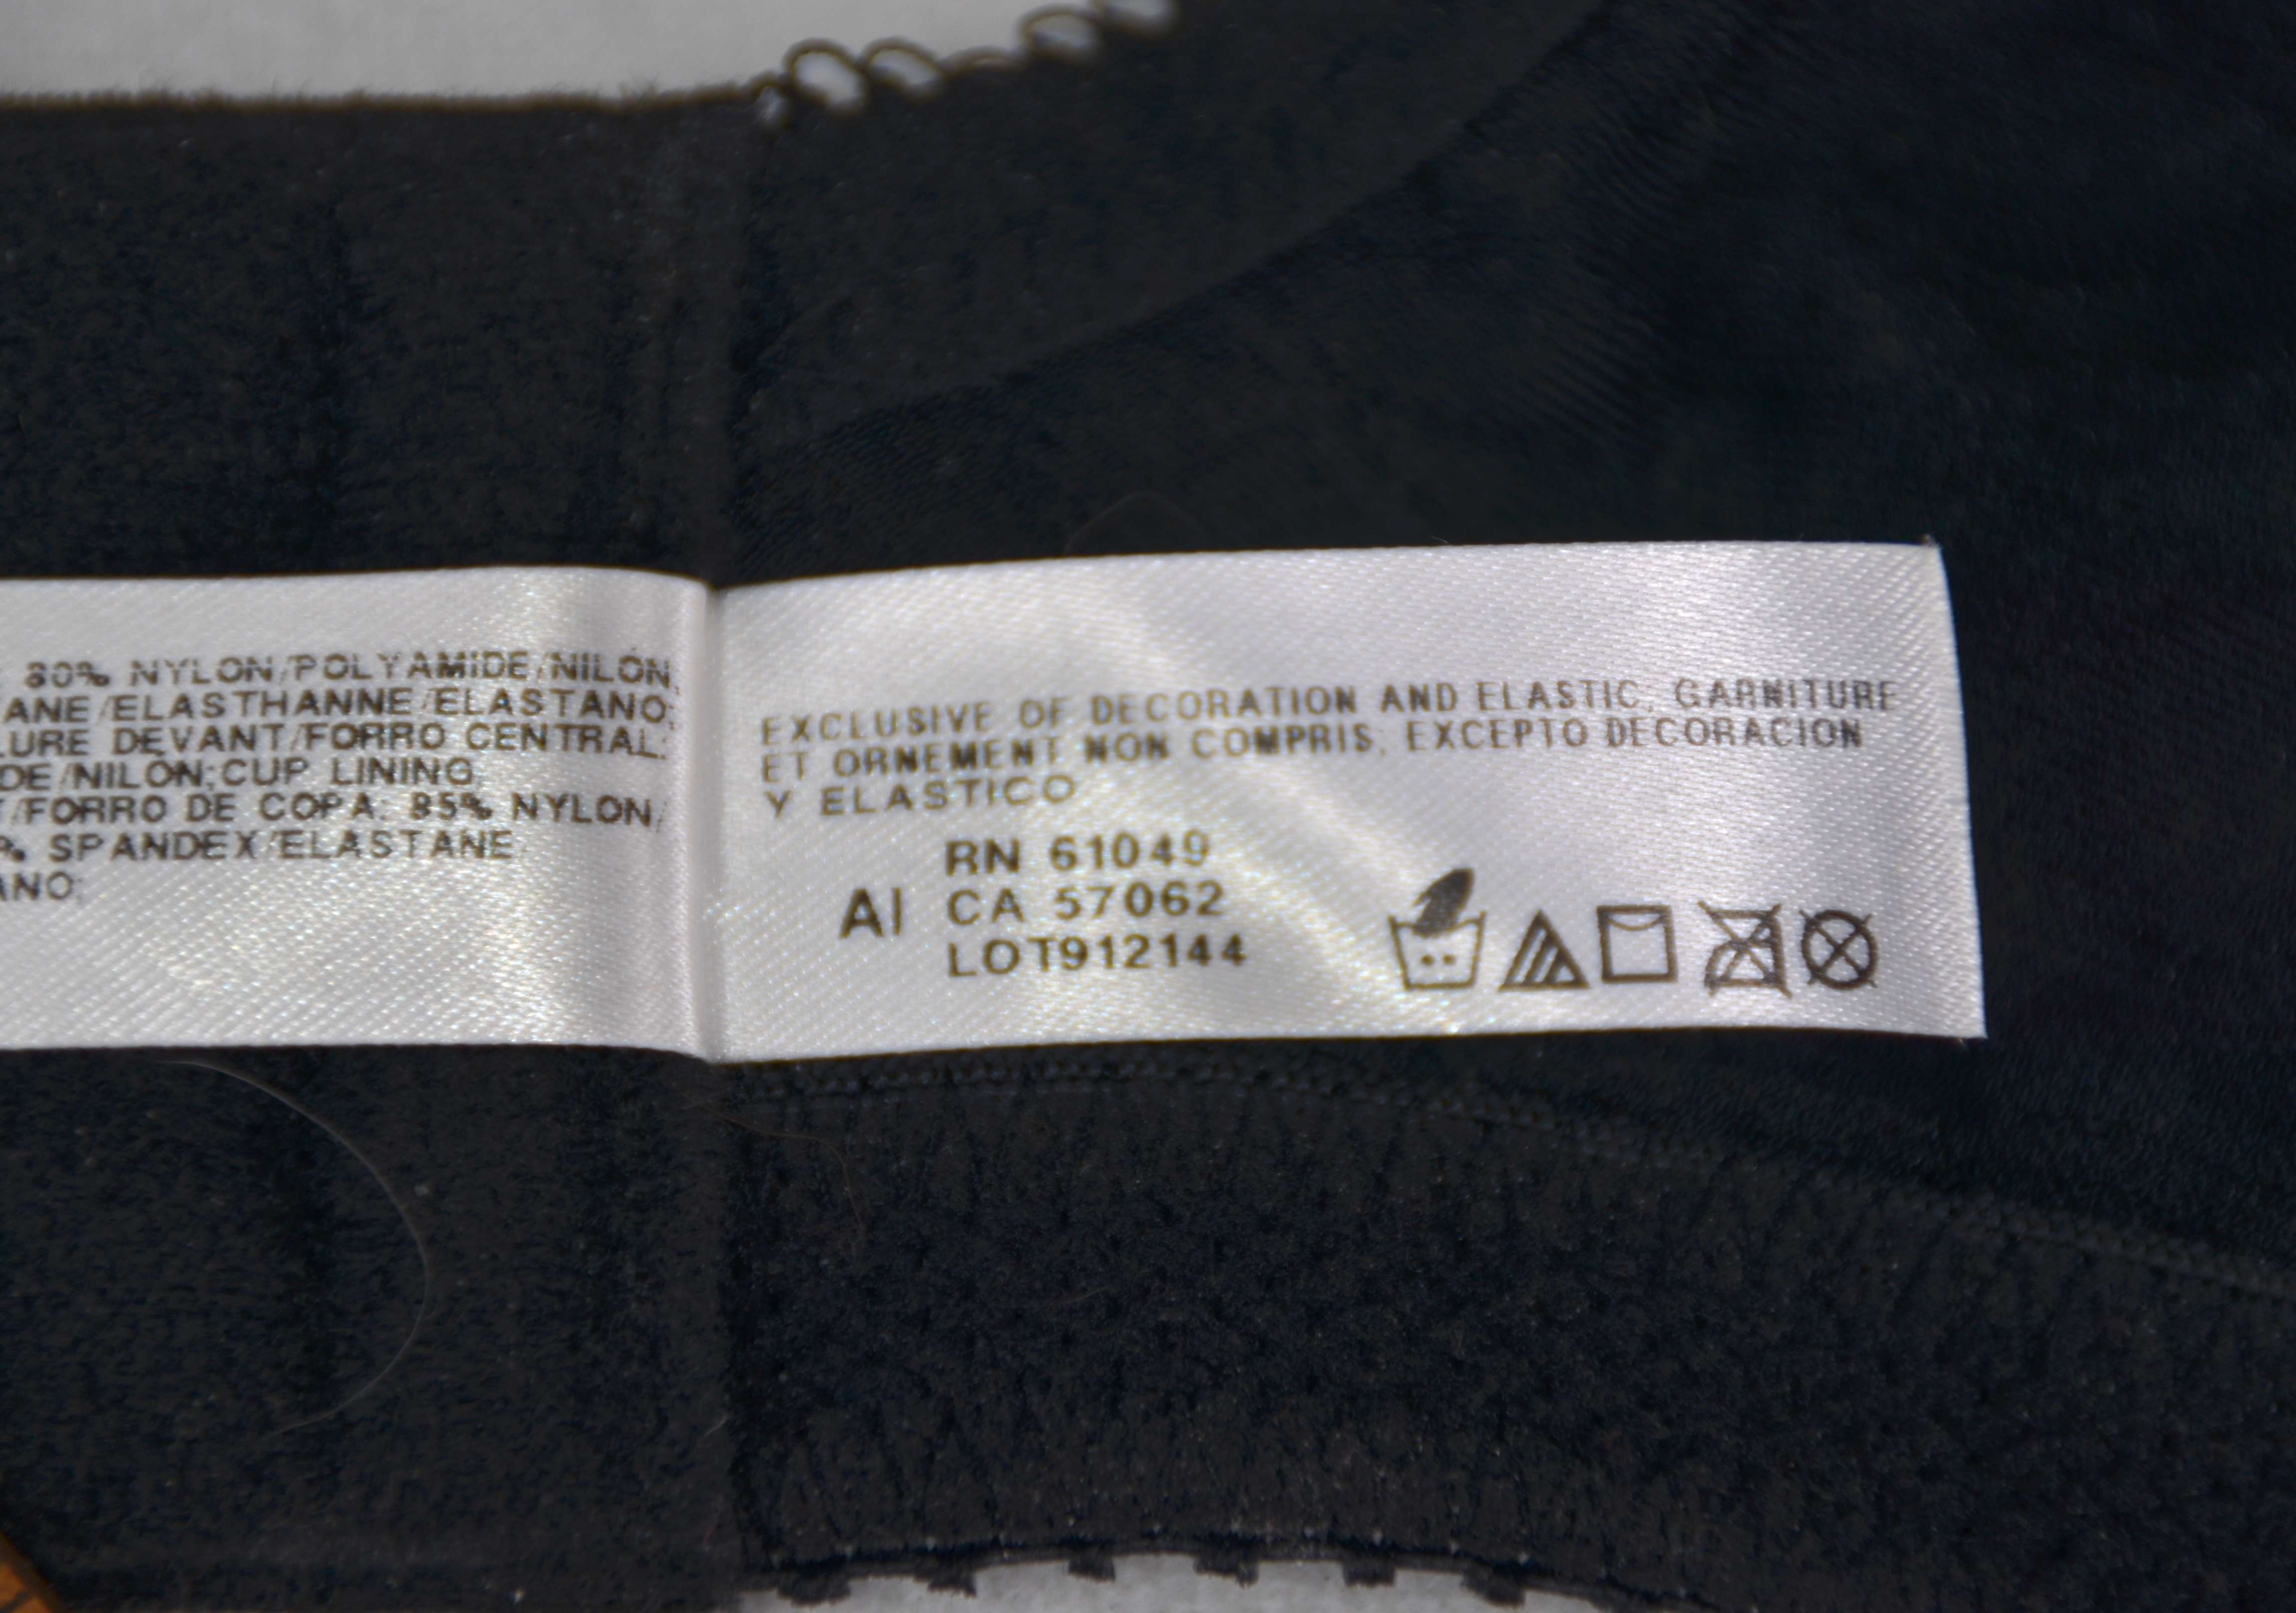 80% NYLON/POLYAMIDE/NILÓN,
ANE/ELASTHANNE/ELASTANO;
LURE DEVANT/FORRO CENTRAL:
DE/NILÓN;CUP LINING,
T/FORRO DE COPA: 85% NYLON/
% SPANDEX/ELASTANE
ANO;
EXCLUSIVE OF DECORATION AND ELASTIC, GARNITURE
ET ORNEMENT NON COMPRIS, EXCEPTO DECORACION
Y ELASTICO
RN 61049
AI CA 57062
LOT912144